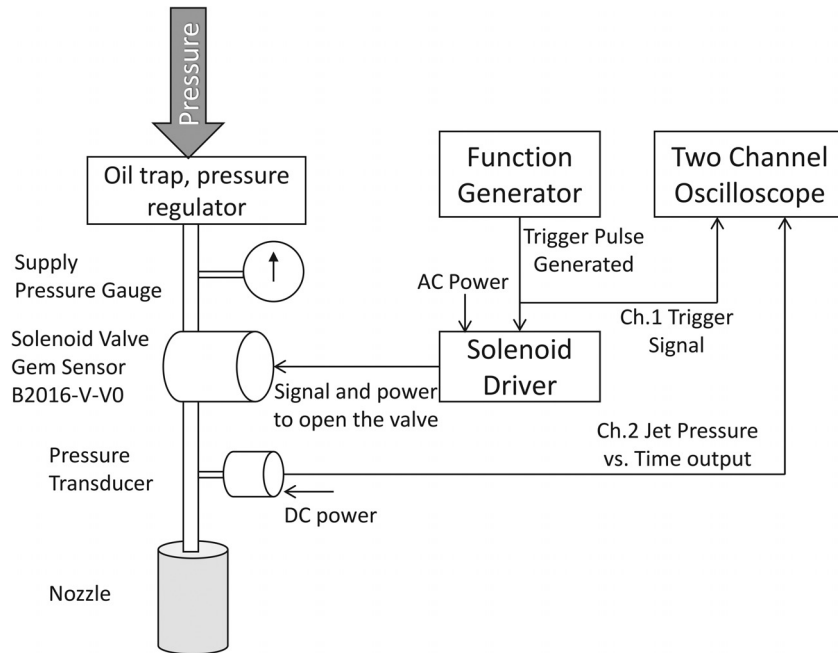 Pressure
Oil trap, pressure
regulator
Function
Generator
Two Channel
Oscilloscope
Supply
Pressure Gauge
Trigger Pulse
Generated
AC Power
Ch.1 Trigger
Signal
Solenoid Valve
Gem Sensor
B2016-V-V0
Solenoid
Driver
Signal and power
to open the valve
Ch.2 Jet Pressure
vs. Time output
Pressure
Transducer
DC power
Nozzle